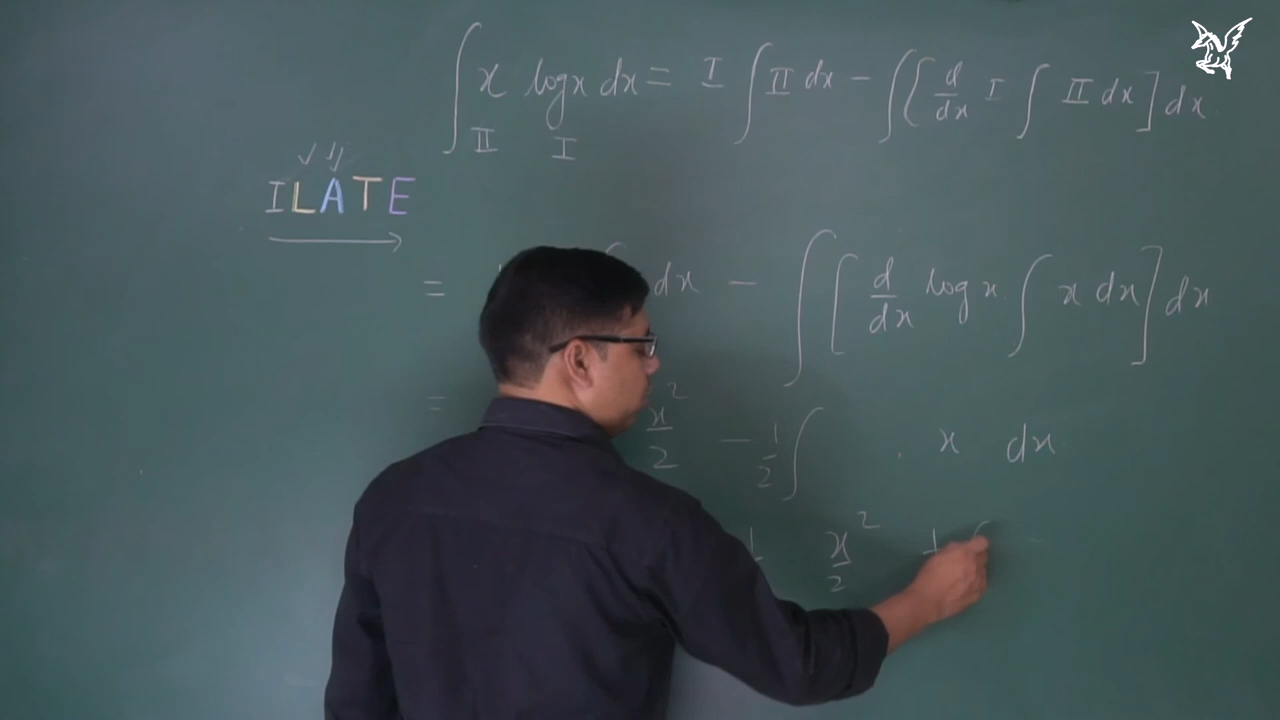 ∫ x log x dx = I ∫ II dx − ∫ [ d/dx I ∫ II dx ] dx
II I
ILATE
= dx − ∫ [ d/dx log x ∫ x dx ] dx
= x²/2 − 1/2 ∫ . x dx
x²/2